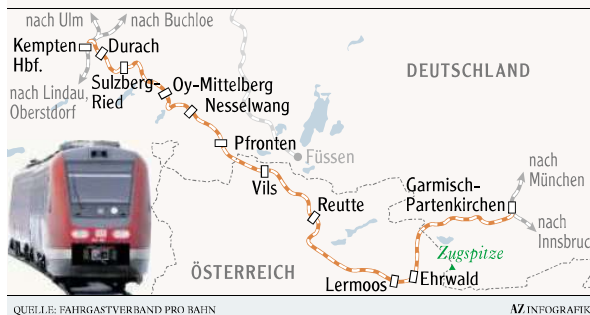 nach Ulm
nach Buchloe
Kempten
Hbf.
Durach
nach Lindau,
Oberstdorf
Sulzberg-
Ried
Oy-Mittelberg
Nesselwang
DEUTSCHLAND
Pfronten
Füssen
Vils
Reutte
Garmisch-
Partenkirchen
nach
München
nach
Innsbruc
Zugspitze
ÖSTERREICH
Lermoos
Ehrwald
QUELLE: FAHRGASTVERBAND PRO BAHN
AZ INFOGRAFIK